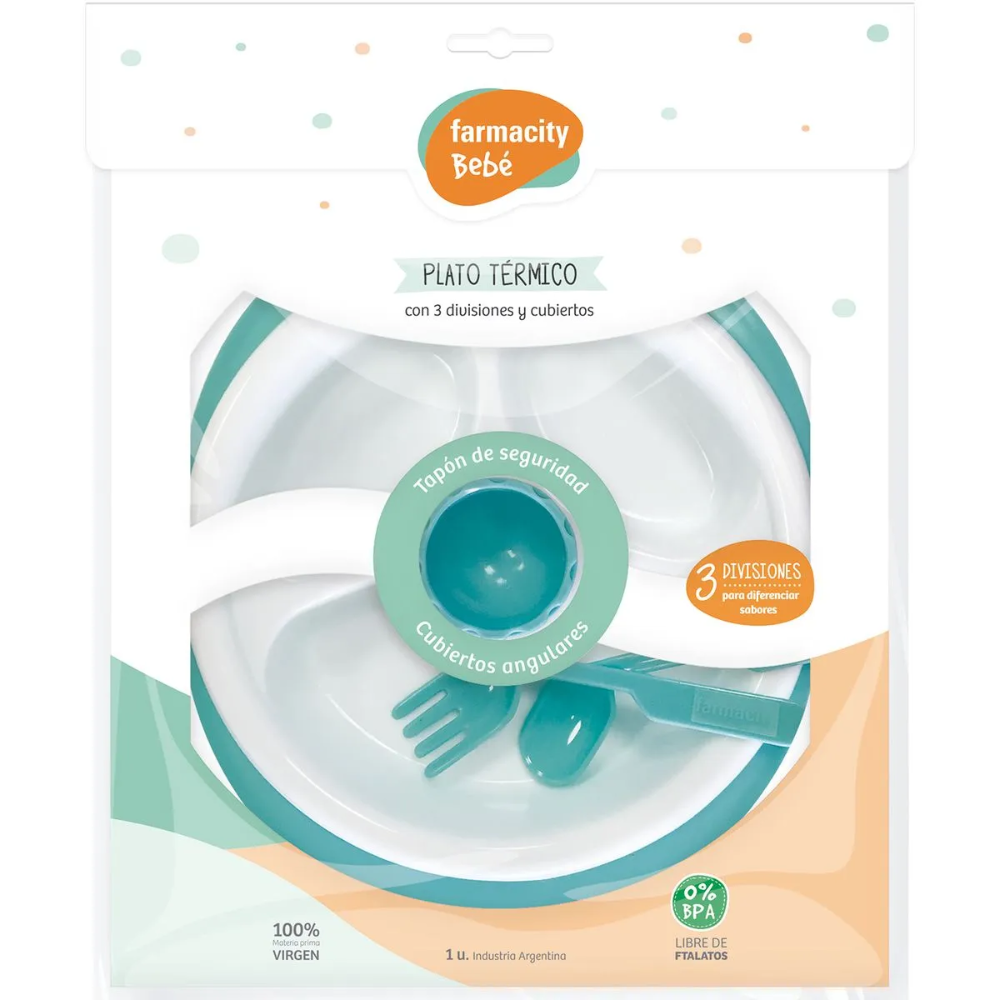 farmacity
Bebé
PLATO TÉRMICO
con 3 divisiones y cubiertos
Tapón de seguridad
Cubiertos angulares
3 DIVISIONES
para diferenciar
sabores
farmaci
0%
BPA
LIBRE DE
FTALATOS
100%
Materia prima
VIRGEN
1 u. Industria Argentina